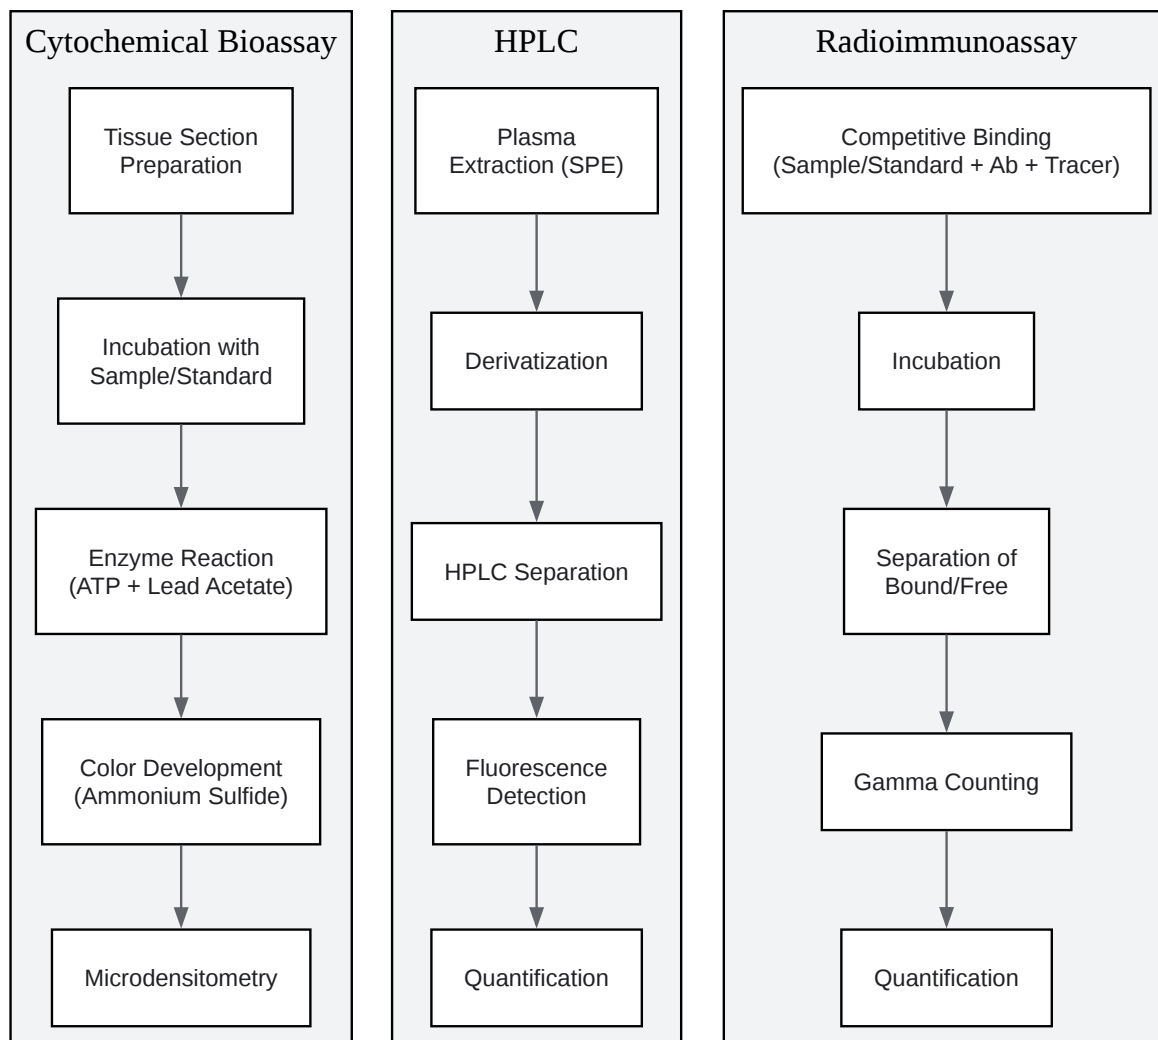 Cytochemical Bioassay
Tissue Section
Preparation
Incubation with
Sample/Standard
Enzyme Reaction
(ATP + Lead Acetate)
Color Development
(Ammonium Sulfide)
Microdensitometry
HPLC
Plasma
Extraction (SPE)
Derivatization
HPLC Separation
Fluorescence
Detection
Quantification
Radioimmunoassay
Competitive Binding
(Sample/Standard + Ab + Tracer)
Incubation
Separation of
Bound/Free
Gamma Counting
Quantification